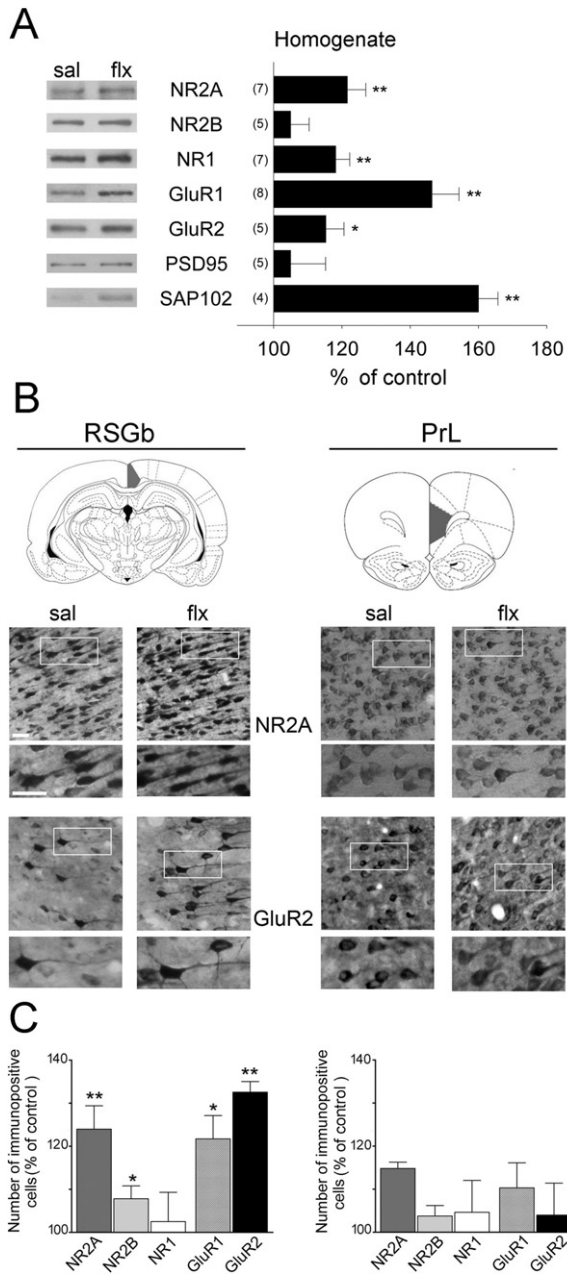 A
Homogenate
sal flx
NR2A (7) **
NR2B (5)
NR1 (7) **
GluR1 (8) **
GluR2 (5) *
PSD95 (5)
SAP102 (4) **
100 120 140 160 180
% of control
B
RSGb PrL
sal flx sal flx
NR2A
GluR2
C
Number of immunopositive
cells (% of control )
140
120
100
** * * **
NR2A NR2B NR1 GluR1 GluR2
Number of immunopositive
cells (% of control )
140
120
100
NR2A NR2B NR1 GluR1 GluR2